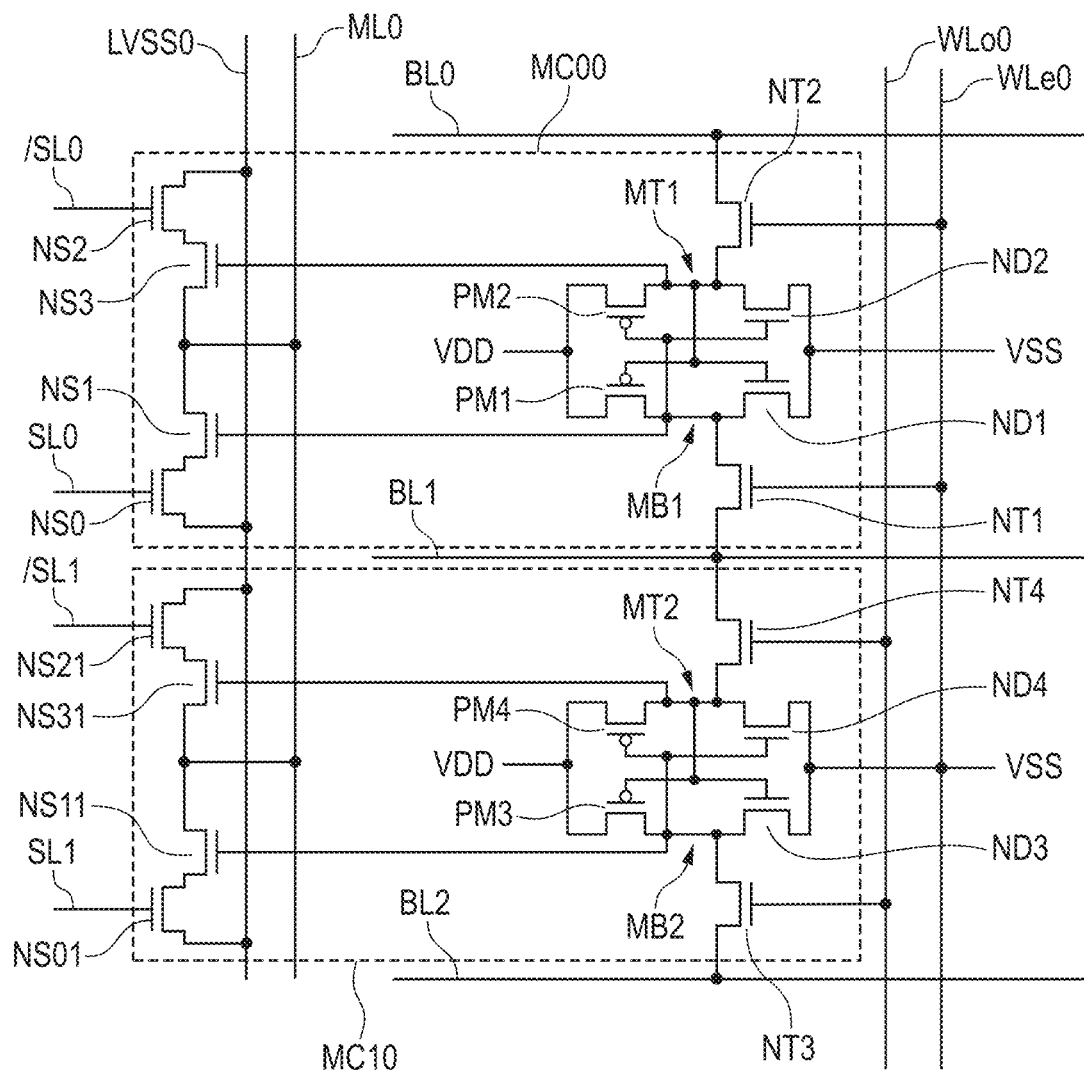 LVSS0
ML0
BL0
MC00
NT2
WLo0
WLe0
/SL0
MT1
NS2
ND2
NS3
PM2
VDD
VSS
NS1
PM1
SL0
ND1
BL1
MB1
NS0
NT1
/SL1
MT2
NT4
NS21
ND4
NS31
PM4
VDD
VSS
NS11
PM3
SL1
ND3
BL2
MB2
NS01
MC10
NT3